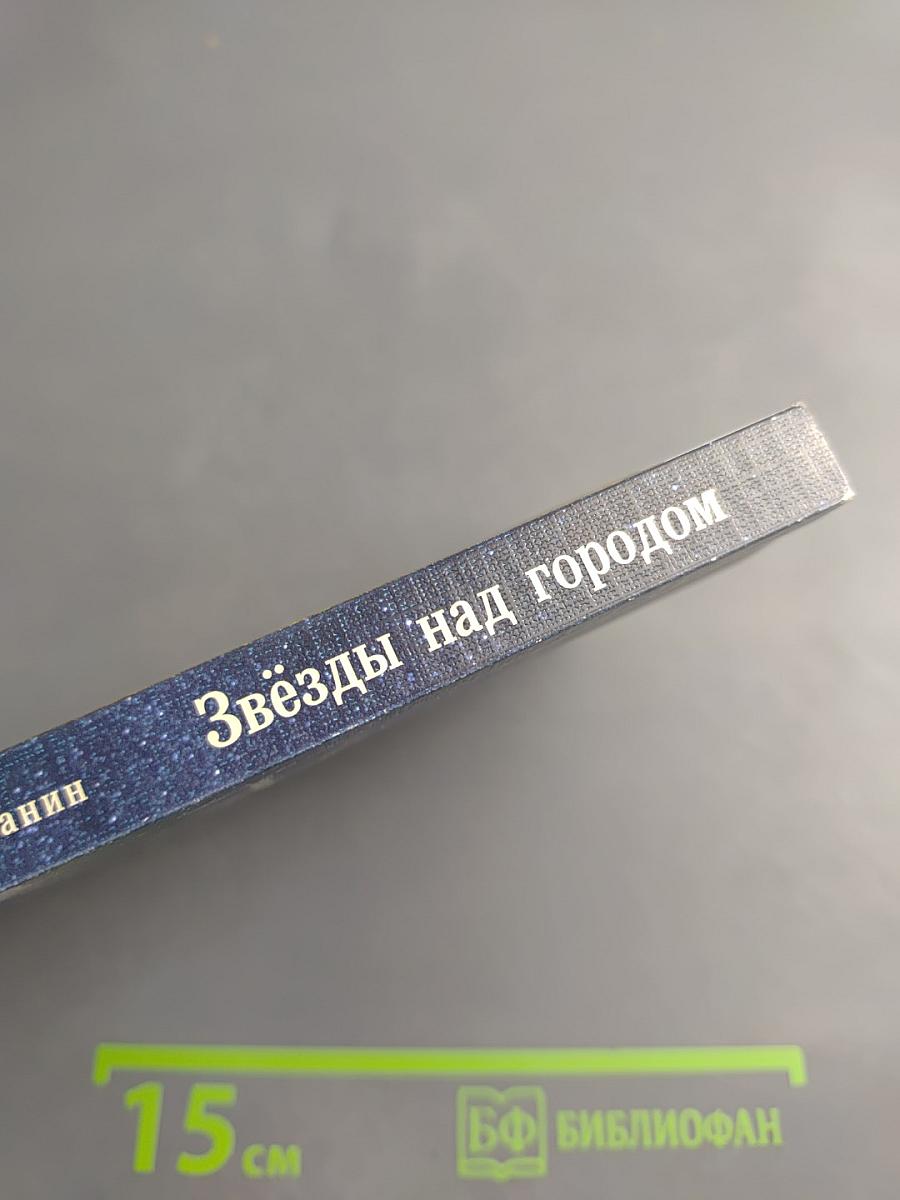 анин Звёзды над городом
15 см
БФ БИБЛИОФАН